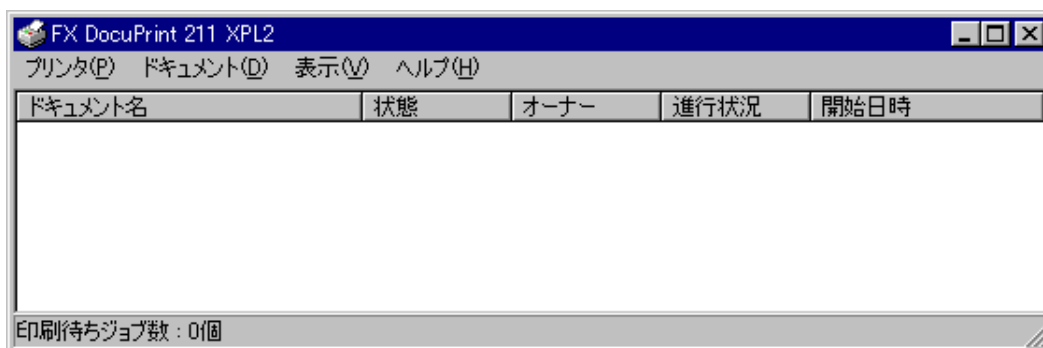 FX DocuPrint 211 XPL2
プリンタ(P) ドキュメント(D) 表示(V) ヘルプ(H)
ドキュメント名 状態 オーナー 進行状況 開始日時
印刷待ちジョブ数:0個